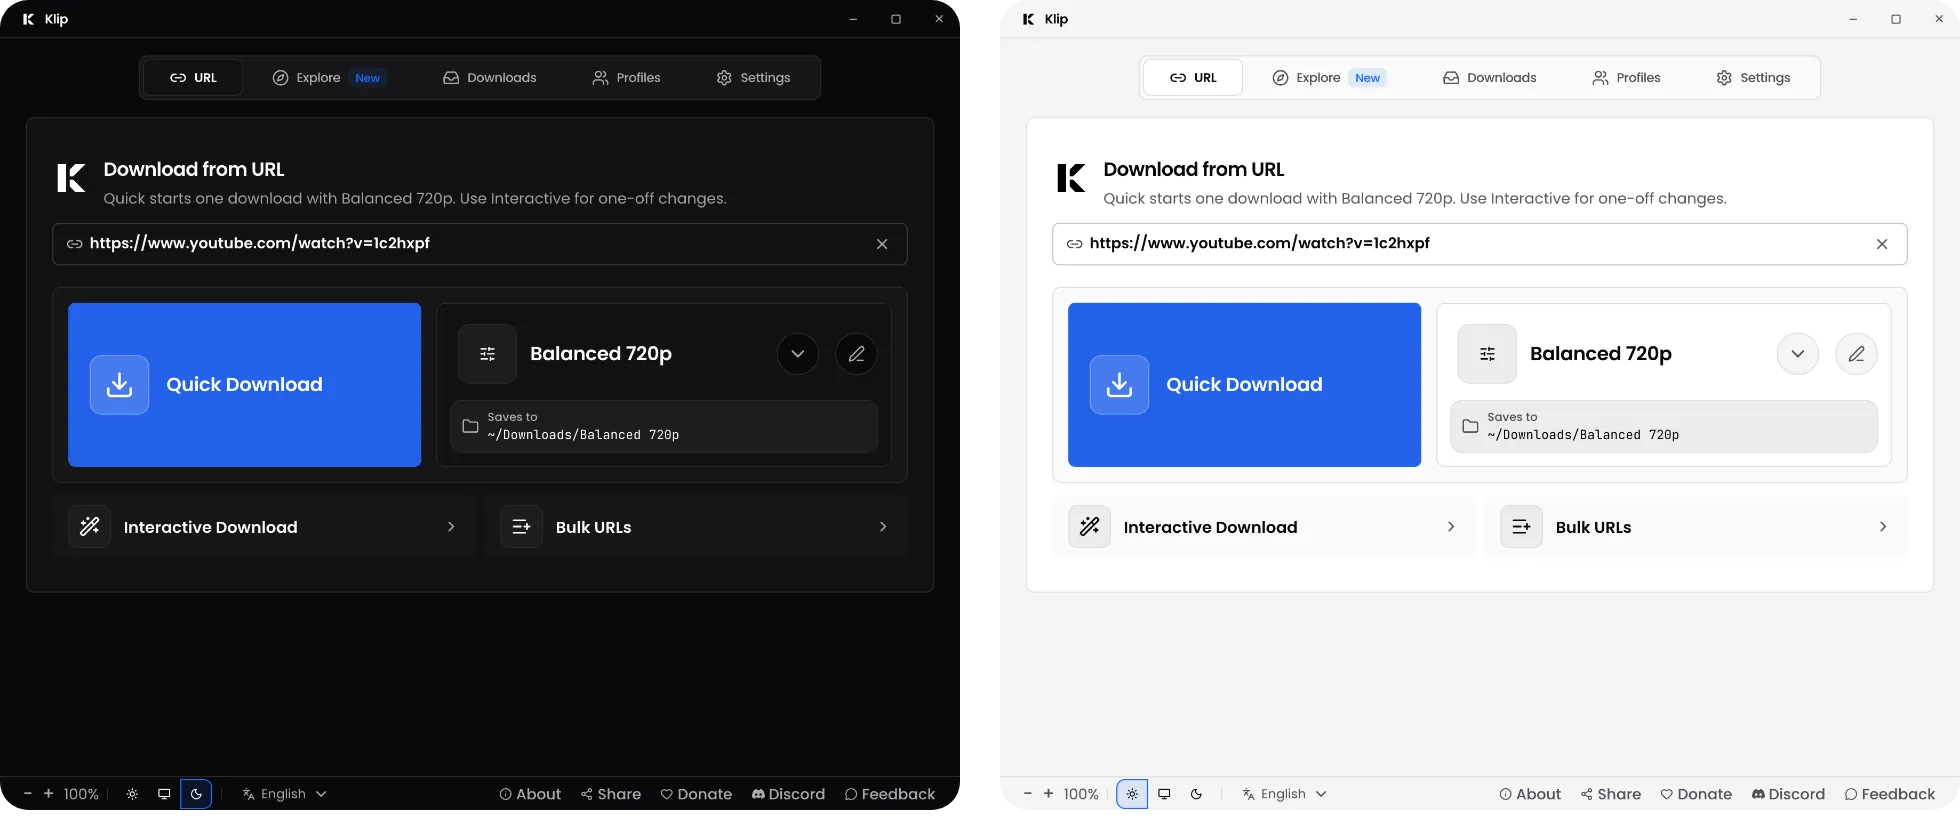 Klip
URL Explore New Downloads Profiles Settings
Download from URL
Quick starts one download with Balanced 720p. Use Interactive for one-off changes.
https://www.youtube.com/watch?v=1c2hxpf
Quick Download
Balanced 720p
Saves to
~/Downloads/Balanced 720p
Interactive Download
Bulk URLs
100% English About Share Donate Discord Feedback
Klip
URL Explore New Downloads Profiles Settings
Download from URL
Quick starts one download with Balanced 720p. Use Interactive for one-off changes.
https://www.youtube.com/watch?v=1c2hxpf
Quick Download
Balanced 720p
Saves to
~/Downloads/Balanced 720p
Interactive Download
Bulk URLs
100% English About Share Donate Discord Feedback